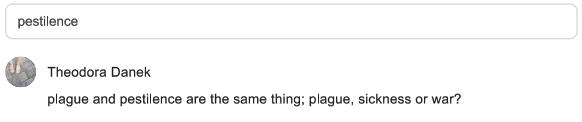 pestilence
Theodora Danek
plague and pestilence are the same thing; plague, sickness or war?